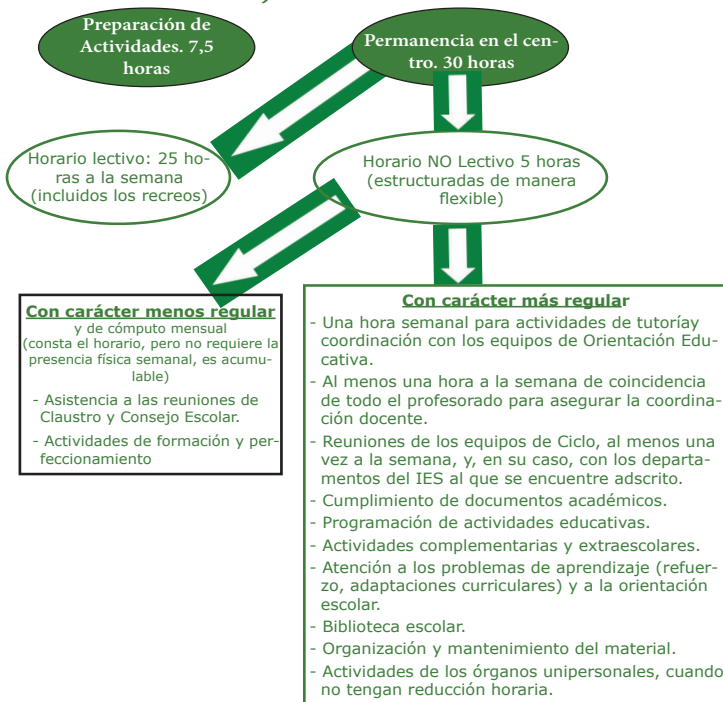 Preparación de
Actividades. 7,5
horas
Permanencia en el cen-
tro. 30 horas
Horario lectivo: 25 ho-
ras a la semana
(incluidos los recreos)
Horario NO Lectivo 5 horas
(estructuradas de manera
flexible)
Con carácter menos regular
y de cómputo mensual
(consta el horario, pero no requiere la
presencia física semanal, es acumu-
lable)
- Asistencia a las reuniones de
Claustro y Consejo Escolar.
- Actividades de formación y per-
feccionamiento
Con carácter más regular
- Una hora semanal para actividades de tutoríay
coordinación con los equipos de Orientación Edu-
cativa.
- Al menos una hora a la semana de coincidencia
de todo el profesorado para asegurar la coordina-
ción docente.
- Reuniones de los equipos de Ciclo, al menos una
vez a la semana, y, en su caso, con los departa-
mentos del IES al que se encuentre adscrito.
- Cumplimiento de documentos académicos.
- Programación de actividades educativas.
- Actividades complementarias y extraescolares.
- Atención a los problemas de aprendizaje (refuer-
zo, adaptaciones curriculares) y a la orientación
escolar.
- Biblioteca escolar.
- Organización y mantenimiento del material.
- Actividades de los órganos unipersonales, cuando
no tengan reducción horaria.